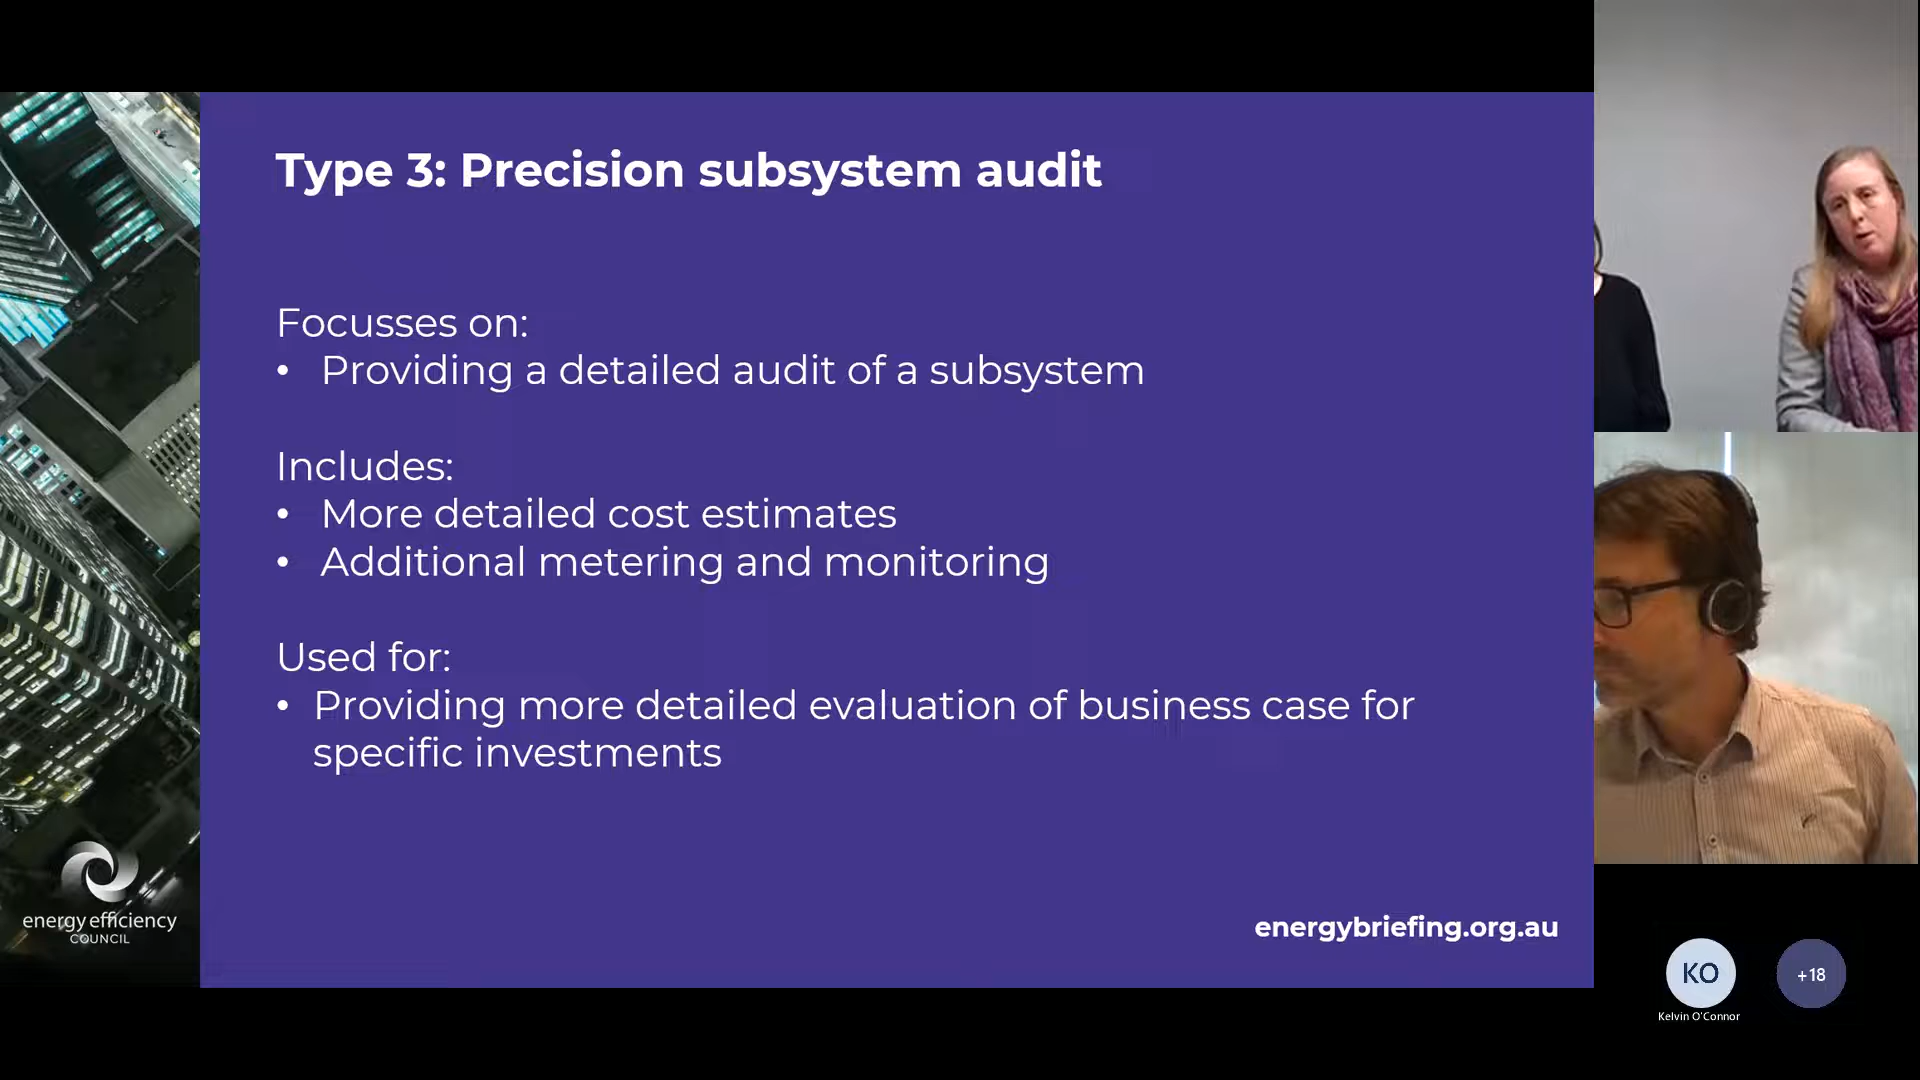 Type 3: Precision subsystem audit
Focusses on:
• Providing a detailed audit of a subsystem
Includes:
• More detailed cost estimates
• Additional metering and monitoring
Used for:
• Providing more detailed evaluation of business case for
specific investments
energy efficiency
COUNCIL
energybriefing.org.au
KO
+18
Kelvin O'Connor